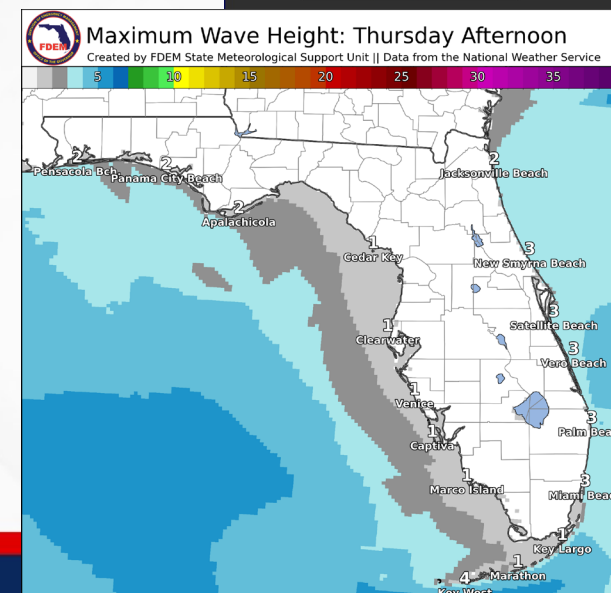 FDEM
Maximum Wave Height: Thursday Afternoon
Created by FDEM State Meteorological Support Unit || Data from the National Weather Service
5 10 15 20 25 30 35
2
Pensacola Bch.
2
Panama City Beach
2
Apalachicola
2
Jacksonville Beach
1
Cedar Key
3
New Smyrna Beach
3
Satellite Beach
1
Clearwater
3
Vero Beach
1
Venice
3
Palm Bea
1
Captiva
1
Marco Island
3
Miami Beac
1
Key Largo
1
Marathon
4
Key West